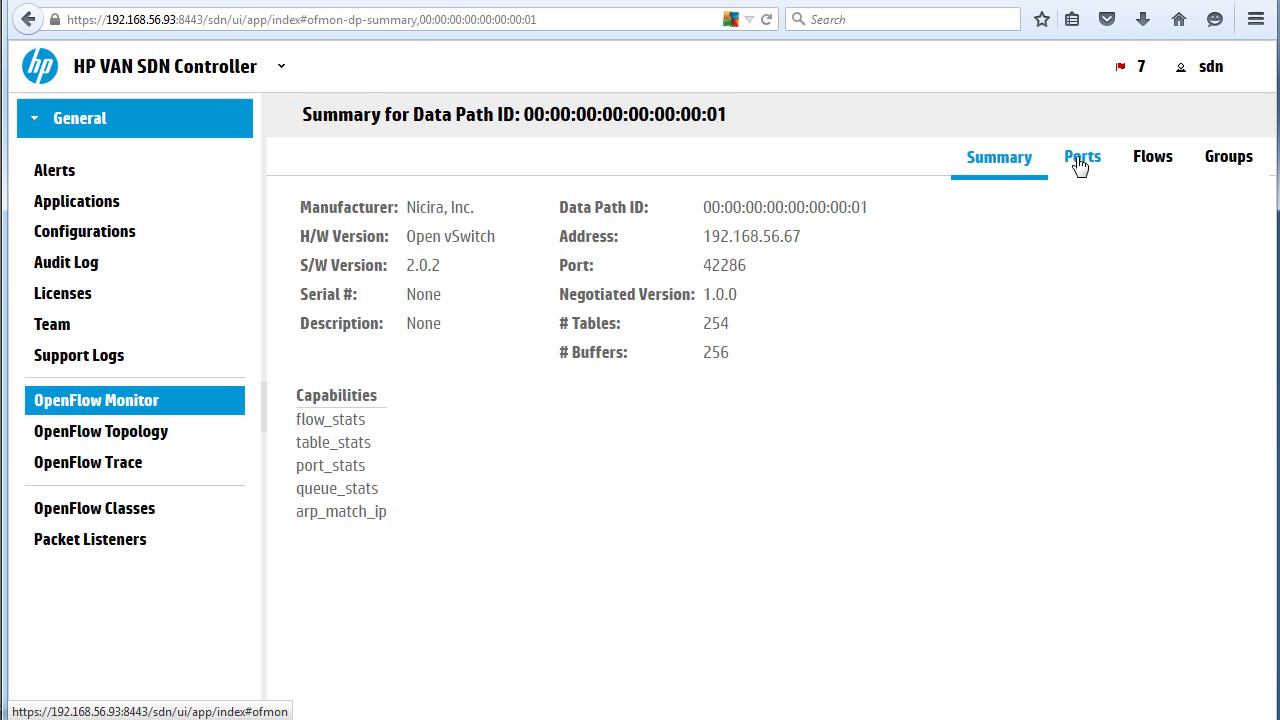 https://192.168.56.93:8443/sdn/ui/app/index#ofmon-dp-summary,00:00:00:00:00:00:00:01
Search
hp HP VAN SDN Controller
7 sdn
General
Summary for Data Path ID: 00:00:00:00:00:00:00:01
Summary Ports Flows Groups
Alerts
Applications
Configurations
Audit Log
Licenses
Team
Support Logs
OpenFlow Monitor
OpenFlow Topology
OpenFlow Trace
OpenFlow Classes
Packet Listeners
Manufacturer: Nicira, Inc.
H/W Version: Open vSwitch
S/W Version: 2.0.2
Serial #: None
Description: None
Data Path ID: 00:00:00:00:00:00:00:01
Address: 192.168.56.67
Port: 42286
Negotiated Version: 1.0.0
# Tables: 254
# Buffers: 256
Capabilities
flow_stats
table_stats
port_stats
queue_stats
arp_match_ip
https://192.168.56.93:8443/sdn/ui/app/index#ofmon